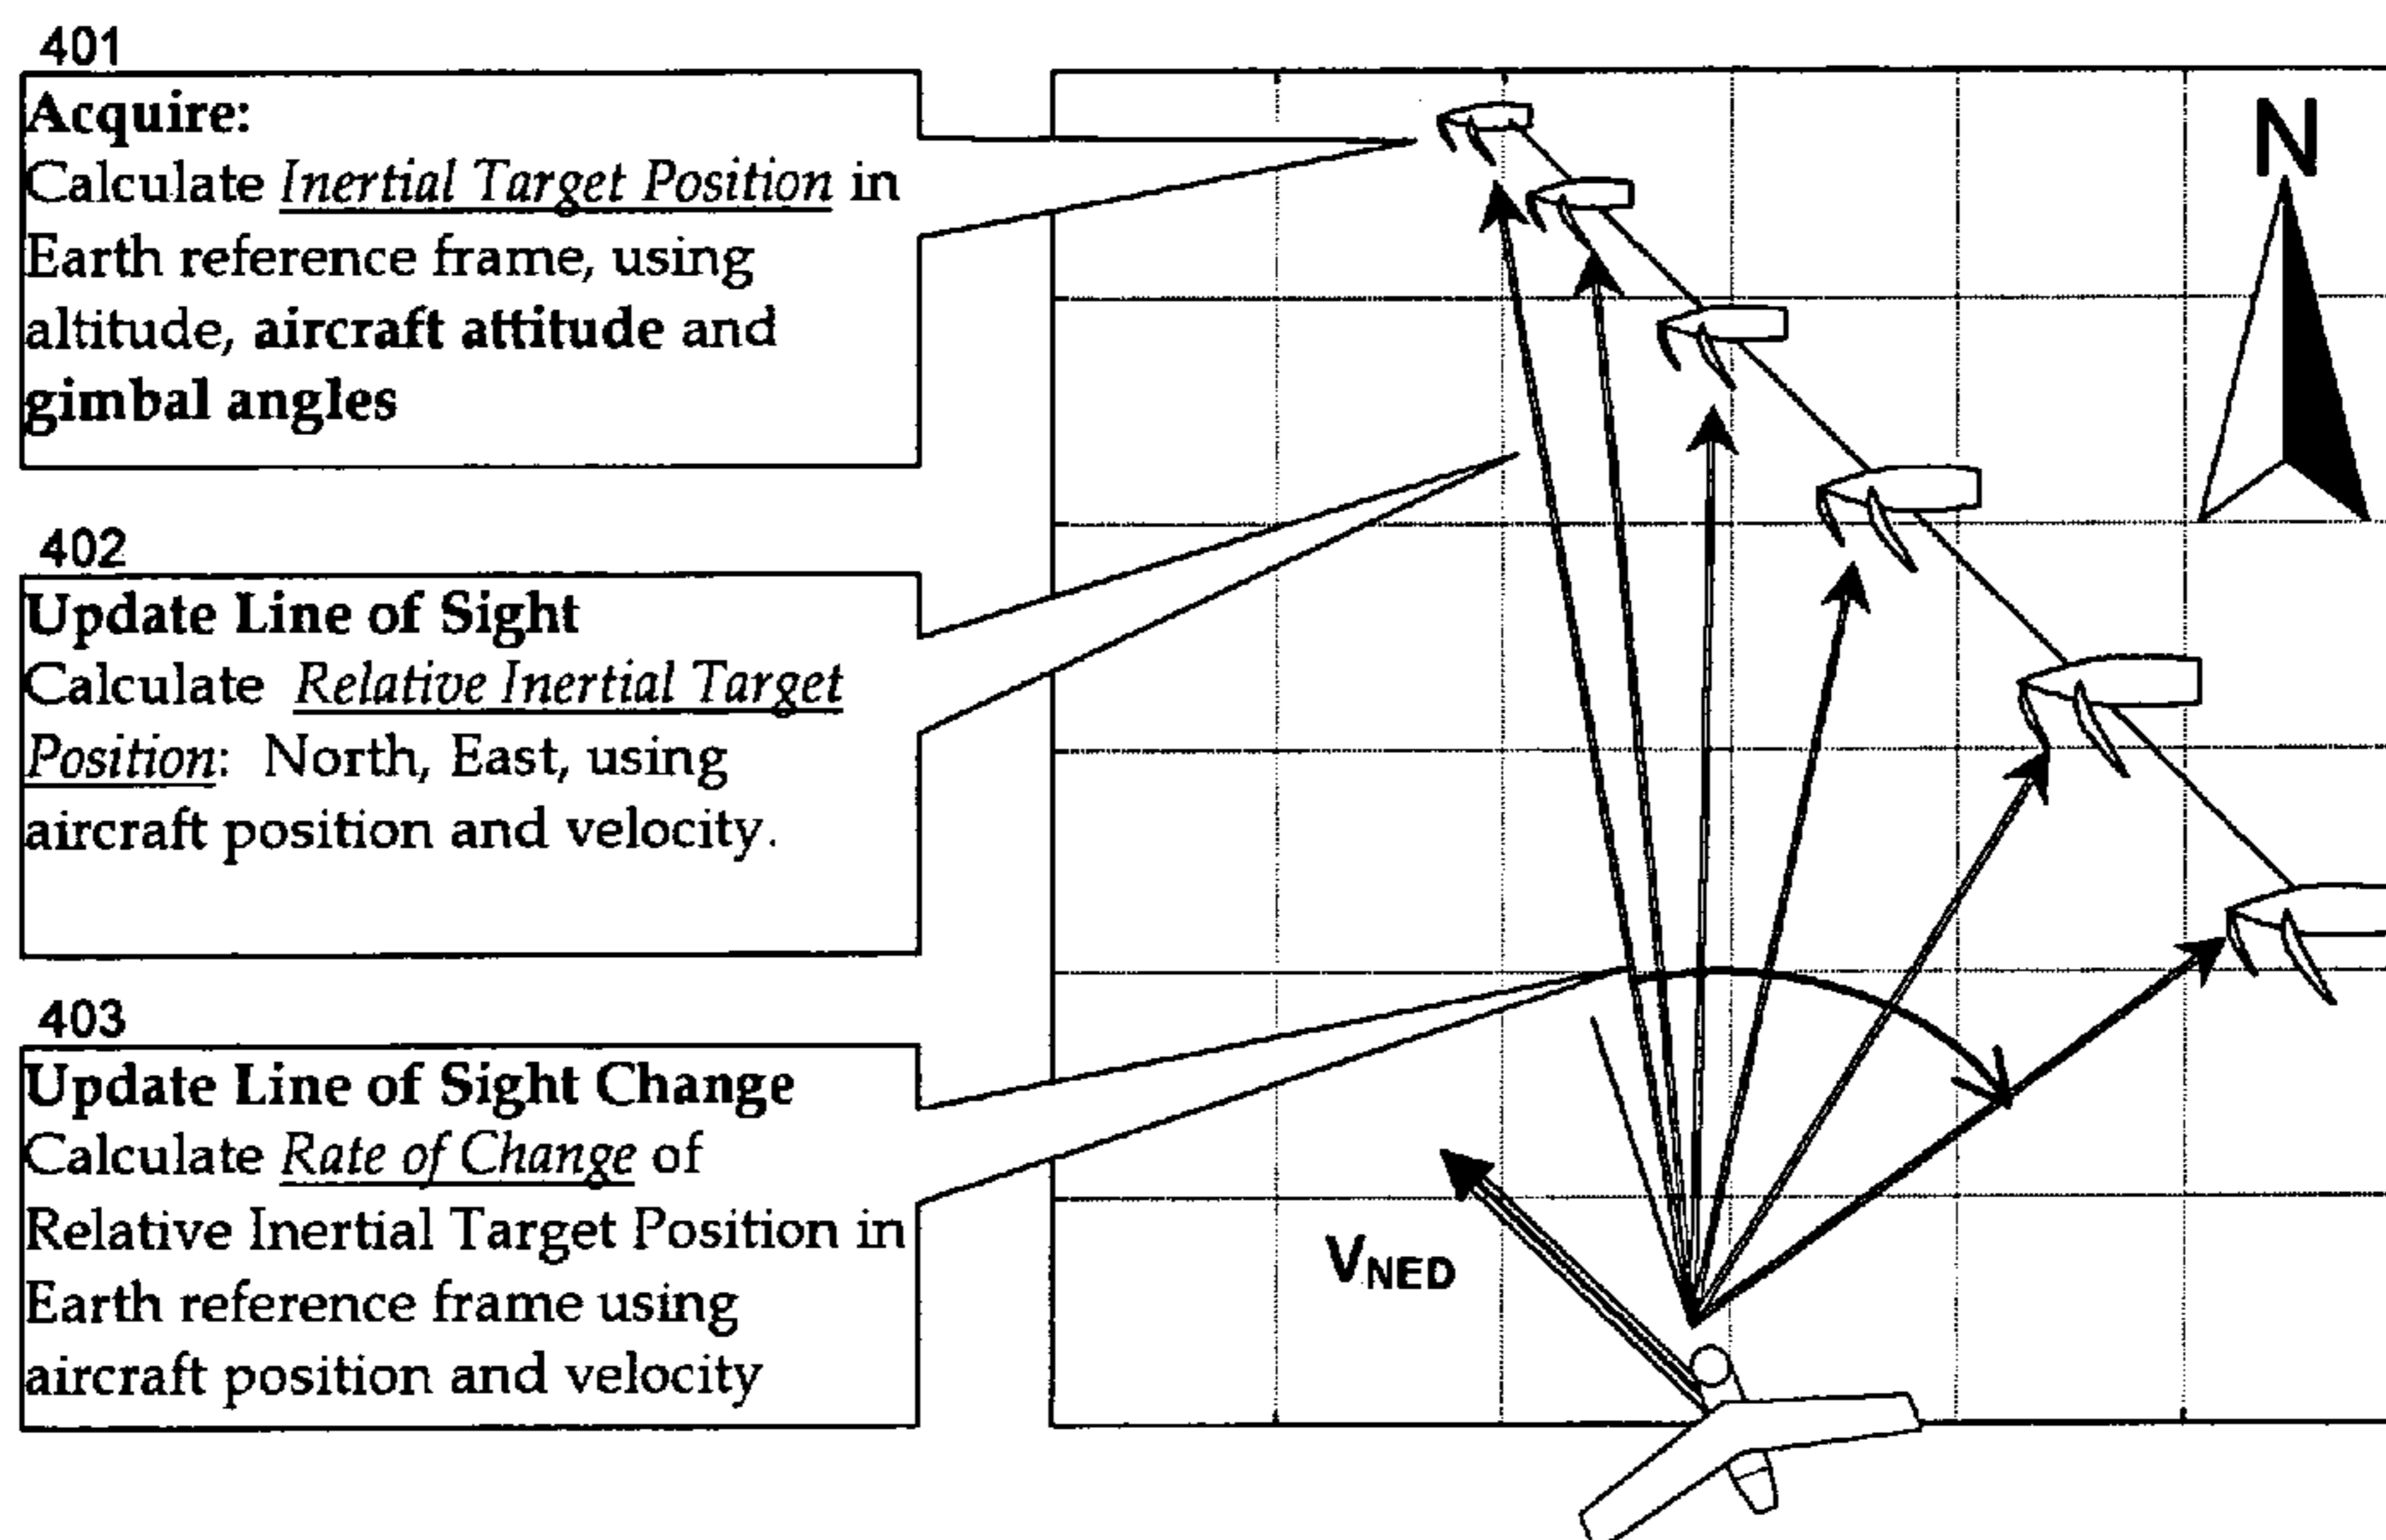 401
Acquire:
Calculate Inertial Target Position in
Earth reference frame, using
altitude, aircraft attitude and
gimbal angles
402
Update Line of Sight
Calculate Relative Inertial Target
Position: North, East, using
aircraft position and velocity.
403
Update Line of Sight Change
Calculate Rate of Change of
Relative Inertial Target Position in
Earth reference frame using
aircraft position and velocity
N
VNED